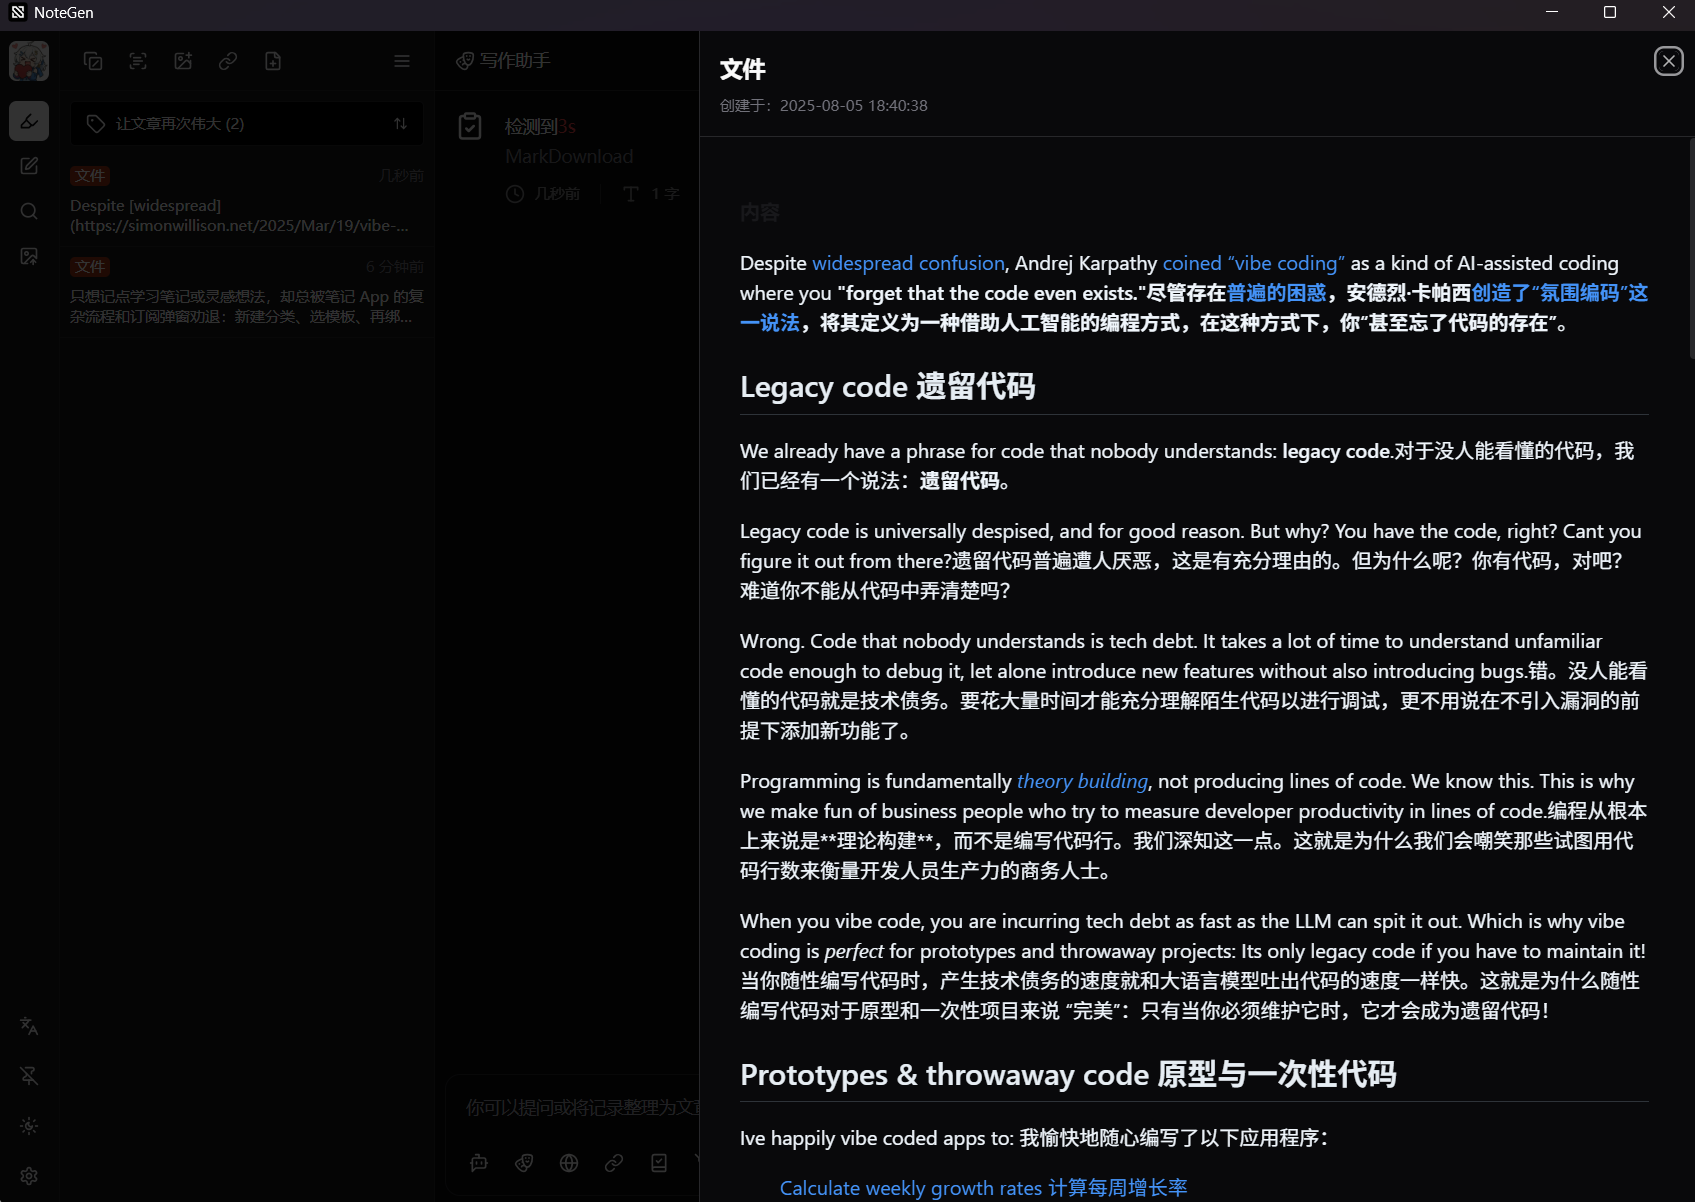 NoteGen
写作助手
让文章再次伟大 (2)
文件
几秒前
Despite [widespread]
(https://simonwillison.net/2025/Mar/19/vibe-...
文件
6 分钟前
只想记点学习笔记或灵感想法，却总被笔记 App 的复
杂流程和订阅弹窗劝退：新建分类、选模板、再绑...
检测到3s
MarkDownload
几秒前
1 字
你可以提问或将记录整理为文章
文件
创建于：2025-08-05 18:40:38
内容
Despite widespread confusion, Andrej Karpathy coined “vibe coding” as a kind of AI-assisted coding
where you "forget that the code even exists."尽管存在普遍的困惑，安德烈·卡帕西创造了“氛围编码”这
一说法，将其定义为一种借助人工智能的编程方式，在这种方式下，你“甚至忘了代码的存在”。
Legacy code 遗留代码
We already have a phrase for code that nobody understands: legacy code.对于没人能看懂的代码，我
们已经有一个说法：遗留代码。
Legacy code is universally despised, and for good reason. But why? You have the code, right? Cant you
figure it out from there?遗留代码普遍遭人厌恶，这是有充分理由的。但为什么呢？你有代码，对吧？
难道你不能从代码中弄清楚吗？
Wrong. Code that nobody understands is tech debt. It takes a lot of time to understand unfamiliar
code enough to debug it, let alone introduce new features without also introducing bugs.错。没人能看
懂的代码就是技术债务。要花大量时间才能充分理解陌生代码以进行调试，更不用说在不引入漏洞的前
提下添加新功能了。
Programming is fundamentally theory building, not producing lines of code. We know this. This is why
we make fun of business people who try to measure developer productivity in lines of code.编程从根本
上来说是**理论构建**，而不是编写代码行。我们深知这一点。这就是为什么我们会嘲笑那些试图用代
码行数来衡量开发人员生产力的商务人士。
When you vibe code, you are incurring tech debt as fast as the LLM can spit it out. Which is why vibe
coding is perfect for prototypes and throwaway projects: Its only legacy code if you have to maintain it!
当你随性编写代码时，产生技术债务的速度就和大语言模型吐出代码的速度一样快。这就是为什么随性
编写代码对于原型和一次性项目来说 “完美”：只有当你必须维护它时，它才会成为遗留代码！
Prototypes & throwaway code 原型与一次性代码
Ive happily vibe coded apps to: 我愉快地随心编写了以下应用程序：
Calculate weekly growth rates 计算每周增长率